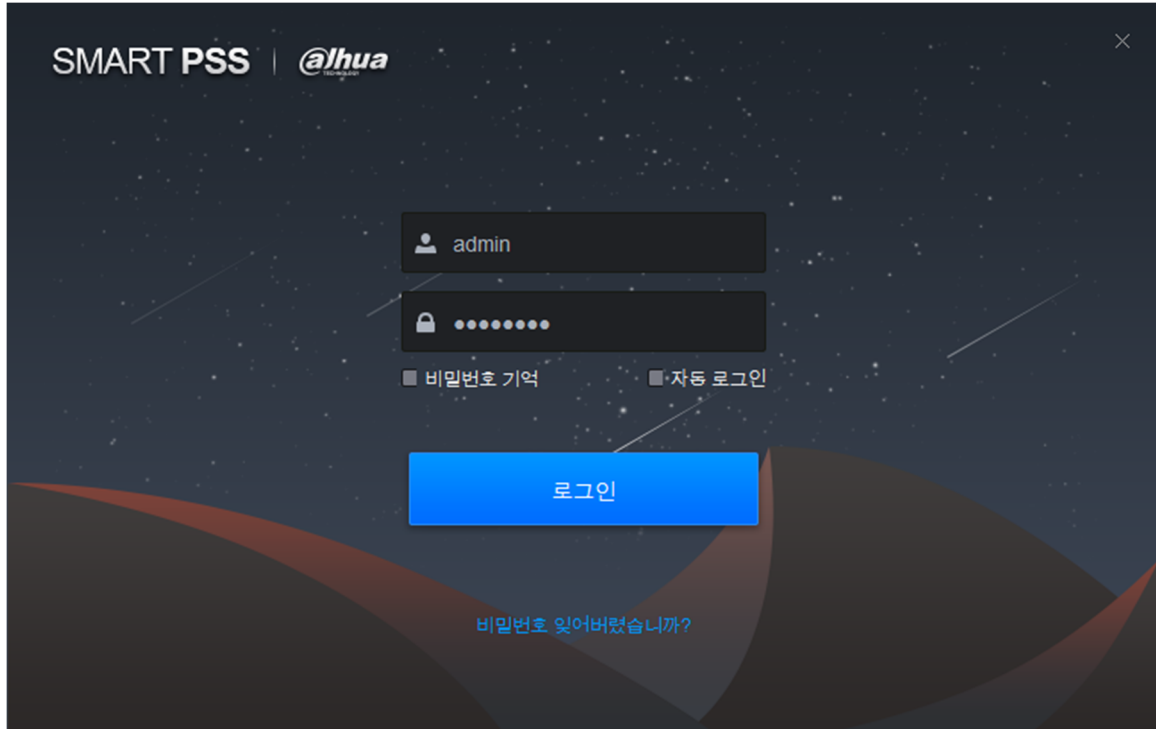 SMART PSS | alhua
TECHNOLOGY
admin
●●●●●●●●
비밀번호 기억
자동 로그인
로그인
비밀번호 잊어버렸습니까?